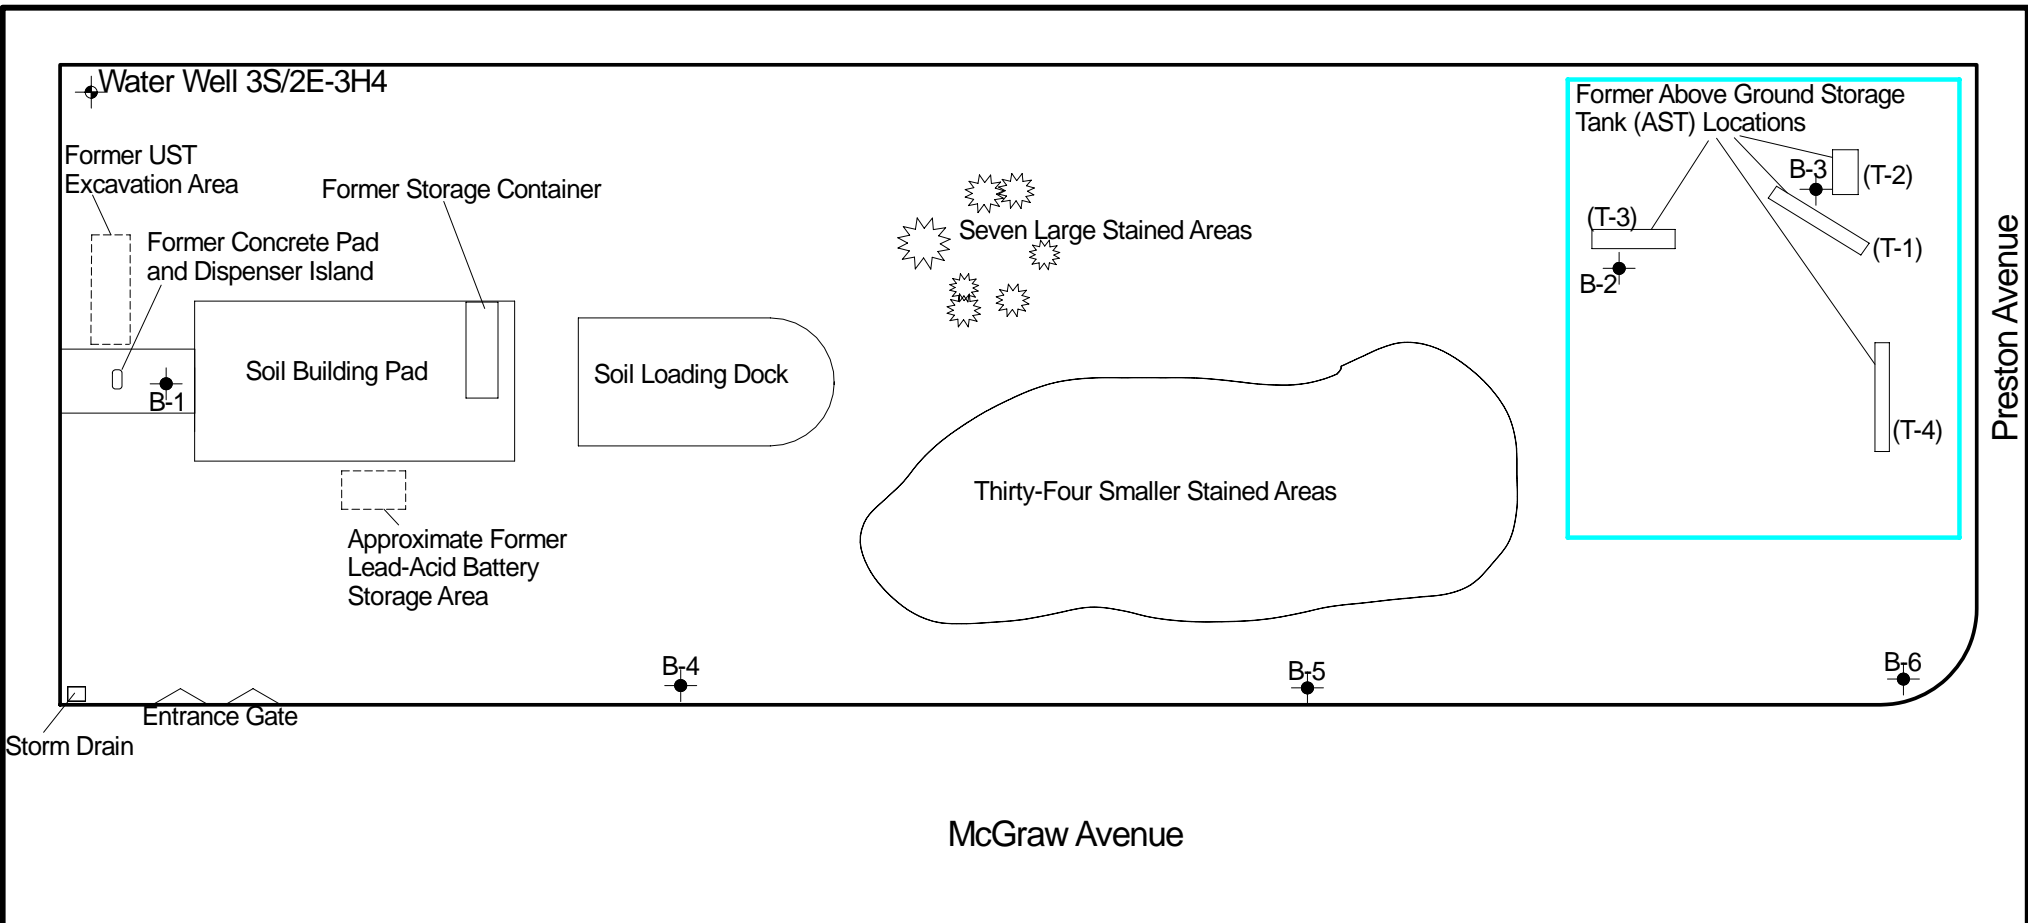 Water Well 3S/2E-3H4
Former Above Ground Storage
Tank (AST) Locations
Former UST
Excavation Area
Former Storage Container
B-3
(T-2)
(T-3)
(T-1)
Seven Large Stained Areas
Former Concrete Pad
and Dispenser Island
B-2
Preston Avenue
Soil Building Pad
Soil Loading Dock
B-1
(T-4)
Thirty-Four Smaller Stained Areas
Approximate Former
Lead-Acid Battery
Storage Area
B-4
B-5
B-6
Entrance Gate
Storm Drain
McGraw Avenue